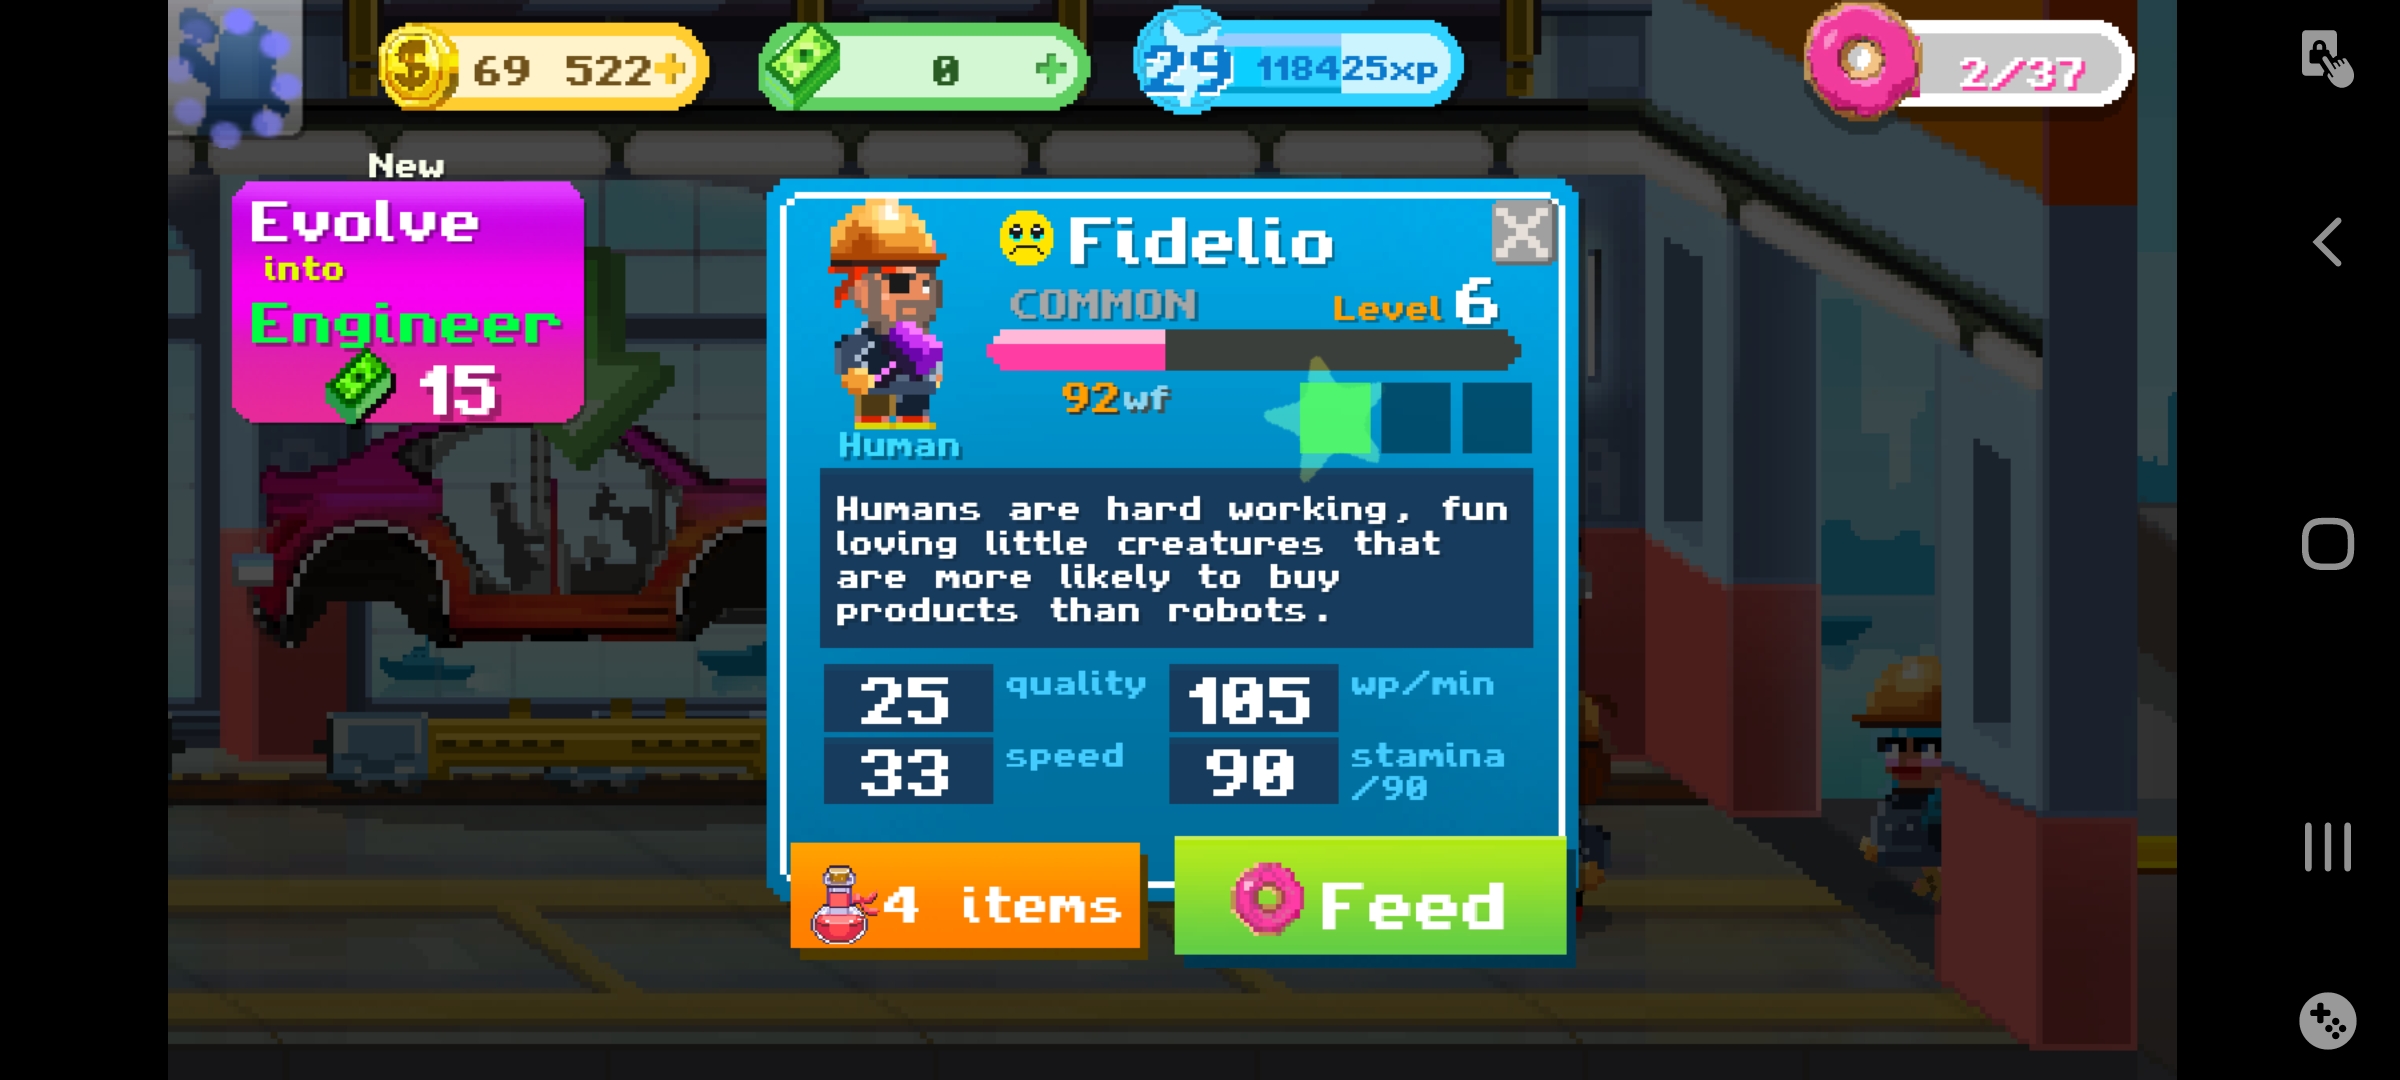 69 522+
0 +
29 118425xp
2/37
New
Evolve
into
Engineer
15
Fidelio
COMMON
Level 6
92wf
Human
Humans are hard working, fun
loving little creatures that
are more likely to buy
products than robots.
25 quality
105 wp/min
33 speed
90 stamina
/90
4 items
Feed